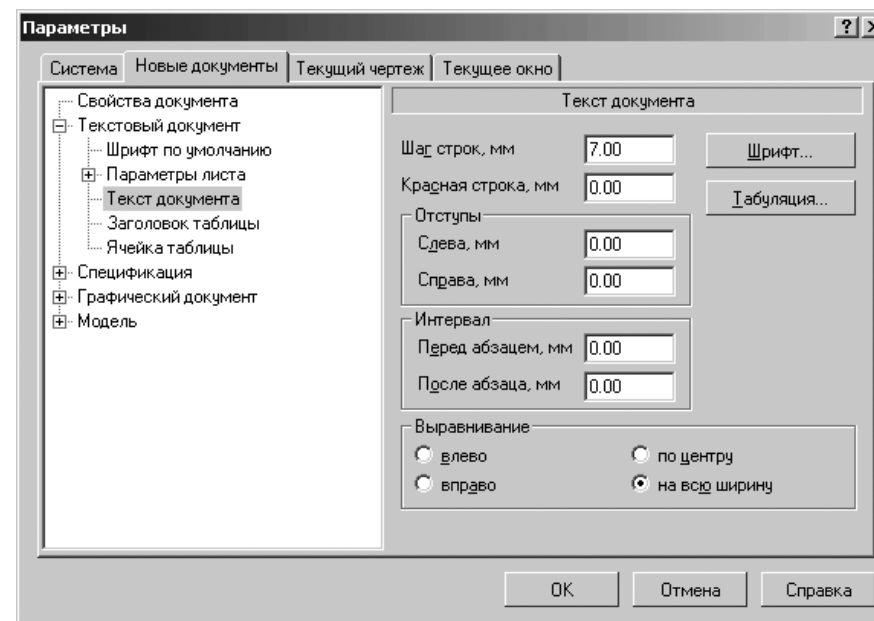 Параметры
Система Новые документы Текущий чертеж Текущее окно
Свойства документа
Текстовый документ
Шрифт по умолчанию
Параметры листа
Текст документа
Заголовок таблицы
Ячейка таблицы
Спецификация
Графический документ
Модель
Текст документа
Шаг строк, мм 7.00 Шрифт...
Красная строка, мм 0.00 Табуляция...
Отступы
Слева, мм 0.00
Справа, мм 0.00
Интервал
Перед абзацем, мм 0.00
После абзаца, мм 0.00
Выравнивание
влево по центру
вправо на всю ширину
OK Отмена Справка